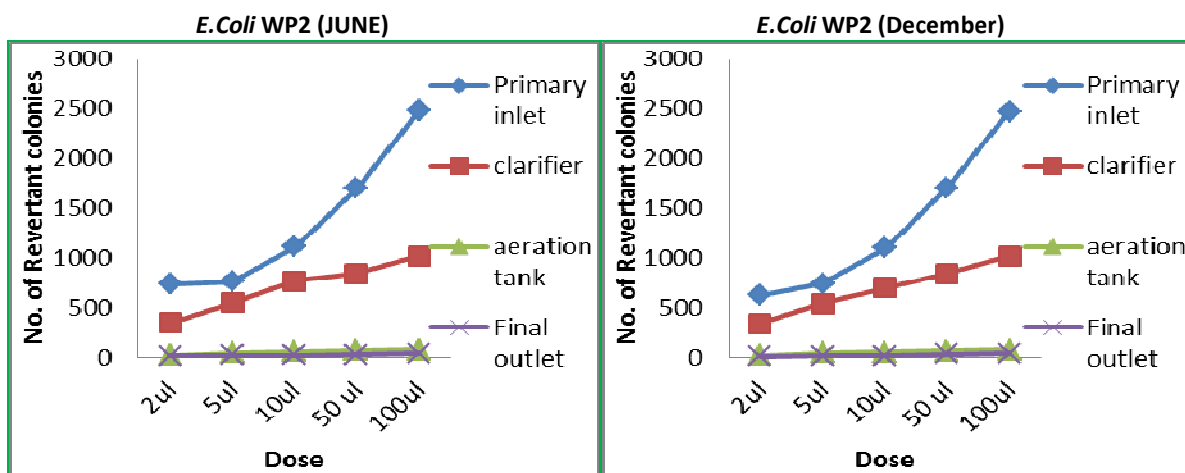 E.Coli WP2 (JUNE)
No. of Revertant colonies
3000
2500
2000
1500
1000
500
0
2ul
5ul
10ul
50 ul
100ul
Dose
Primary
inlet
clarifier
aeration
tank
Final
outlet
E.Coli WP2 (December)
No. of Revertant colonies
3000
2500
2000
1500
1000
500
0
2ul
5ul
10ul
50ul
100ul
Dose
Primary
inlet
clarifier
aeration
tank
Final
outlet